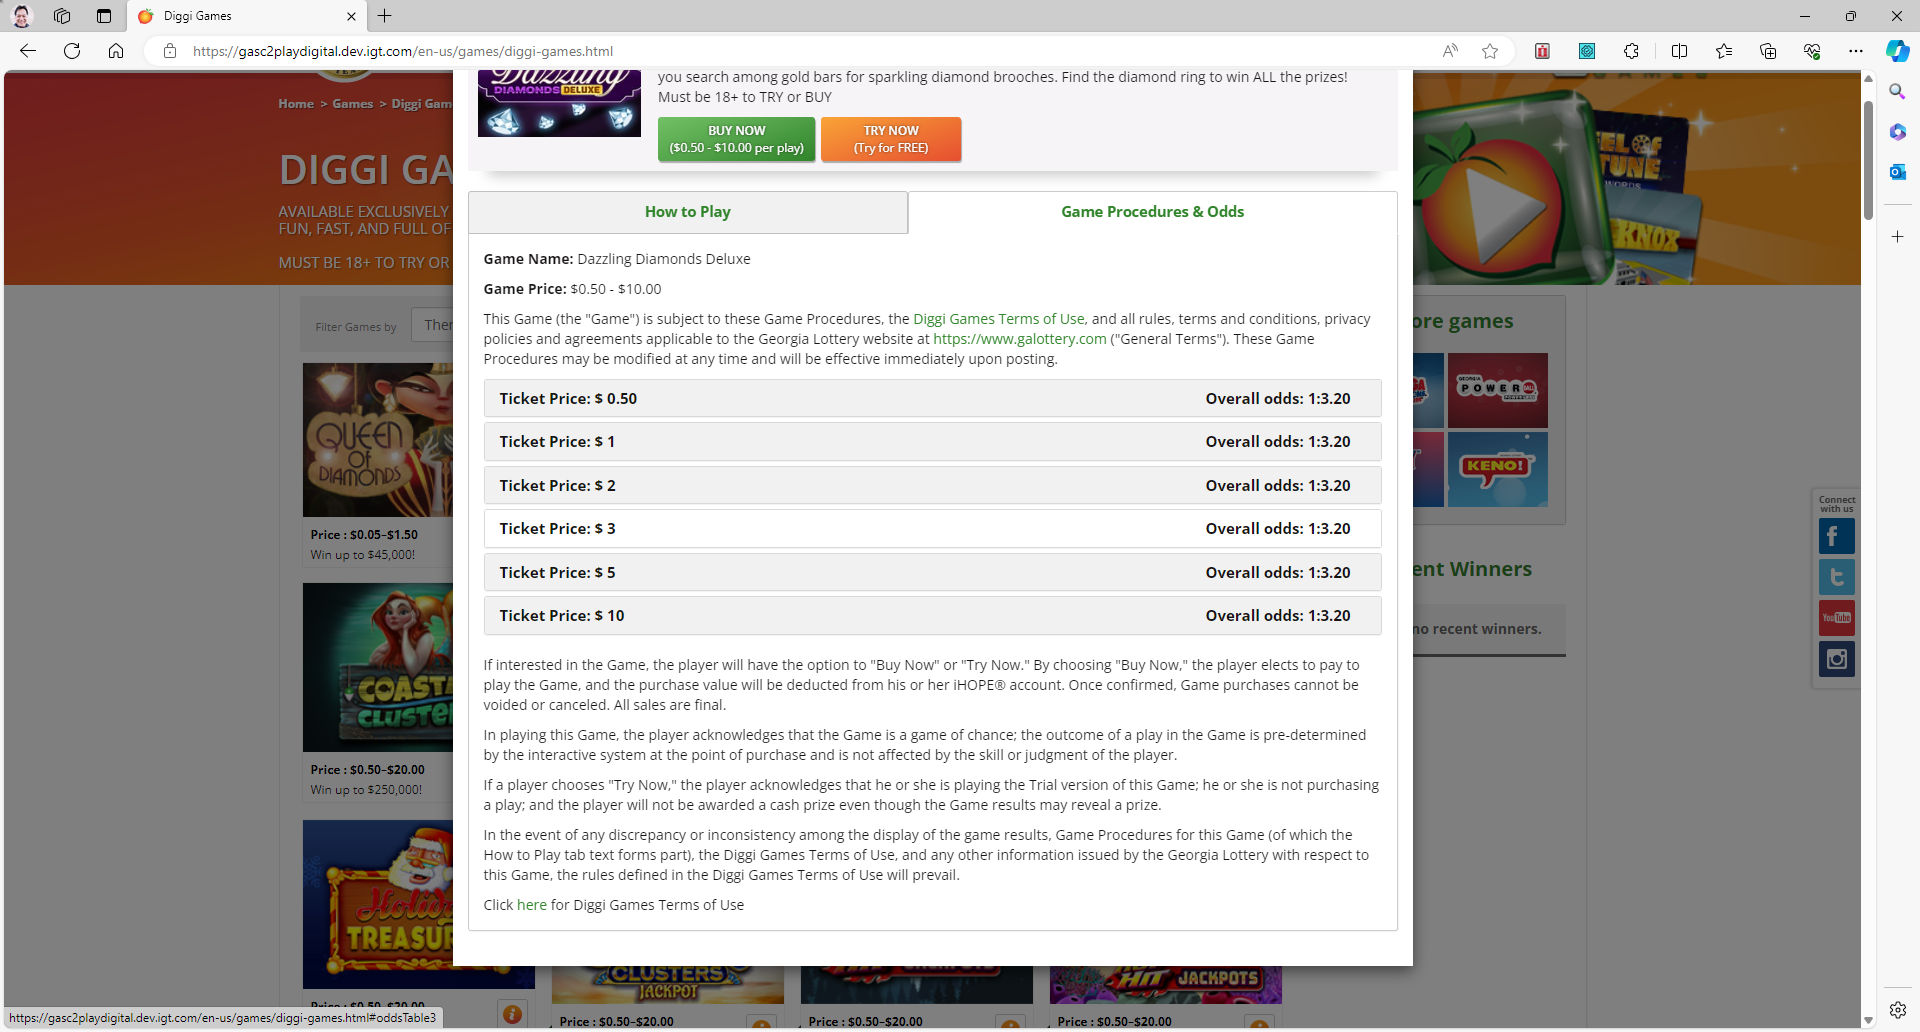 Diggi Games
https://gasc2playdigital.dev.igt.com/en-us/games/diggi-games.html
Dazzling
DIAMONDS DELUXE
you search among gold bars for sparkling diamond brooches. Find the diamond ring to win ALL the prizes!
Must be 18+ to TRY or BUY
BUY NOW
($0.50 - $10.00 per play)
TRY NOW
(Try for FREE)
Home > Games > Diggi Gam
DIGGI GA
AVAILABLE EXCLUSIVELY
FUN, FAST, AND FULL OF
MUST BE 18+ TO TRY OR
GAMES
KNOX
Filter Games by
Then
How to Play
Game Procedures & Odds
Game Name: Dazzling Diamonds Deluxe
Game Price: $0.50 - $10.00
This Game (the "Game") is subject to these Game Procedures, the Diggi Games Terms of Use, and all rules, terms and conditions, privacy
policies and agreements applicable to the Georgia Lottery website at https://www.galottery.com ("General Terms"). These Game
Procedures may be modified at any time and will be effective immediately upon posting.
Ticket Price: $ 0.50 Overall odds: 1:3.20
Ticket Price: $ 1 Overall odds: 1:3.20
Ticket Price: $ 2 Overall odds: 1:3.20
Ticket Price: $ 3 Overall odds: 1:3.20
Ticket Price: $ 5 Overall odds: 1:3.20
Ticket Price: $ 10 Overall odds: 1:3.20
If interested in the Game, the player will have the option to "Buy Now" or "Try Now." By choosing "Buy Now," the player elects to pay to
play the Game, and the purchase value will be deducted from his or her iHOPE® account. Once confirmed, Game purchases cannot be
voided or canceled. All sales are final.
In playing this Game, the player acknowledges that the Game is a game of chance; the outcome of a play in the Game is pre-determined
by the interactive system at the point of purchase and is not affected by the skill or judgment of the player.
If a player chooses "Try Now," the player acknowledges that he or she is playing the Trial version of this Game; he or she is not purchasing
a play; and the player will not be awarded a cash prize even though the Game results may reveal a prize.
In the event of any discrepancy or inconsistency among the display of the game results, Game Procedures for this Game (of which the
How to Play tab text forms part), the Diggi Games Terms of Use, and any other information issued by the Georgia Lottery with respect to
this Game, the rules defined in the Diggi Games Terms of Use will prevail.
Click here for Diggi Games Terms of Use
QUEEN
OF
DIAMONDS
Price : $0.05-$1.50
Win up to $45,000!
COASTA
CLUSTE
Price : $0.50-$20.00
Win up to $250,000!
Holid
TREASU
Price : $0.50-$20.00
CLUSTERS
JACKPOT
Price : $0.50-$20.00
JACKPOTS
Price : $0.50-$20.00
HIT JACKPOTS
ore games
GEORGIA
POWERBALL
KENO!
ent Winners
no recent winners.
Connect
with us
YouTube
https://gasc2playdigital.dev.igt.com/en-us/games/diggi-games.html#oddsTable3